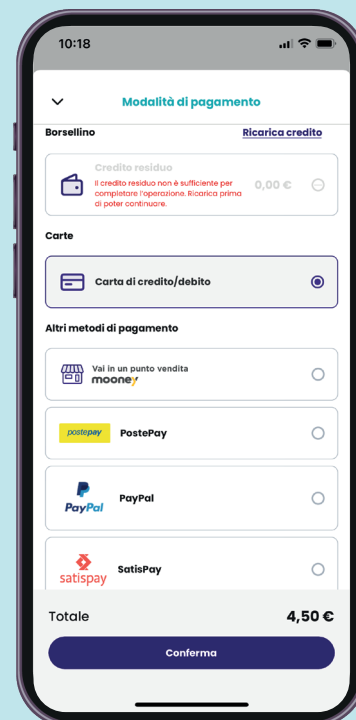 10:18
Modalità di pagamento
Borsellino
Ricarica credito
Credito residuo
Il credito residuo non è sufficiente per
completare l'operazione. Ricarica prima
di poter continuare.
0,00 €
Carte
Carta di credito/debito
Altri metodi di pagamento
Vai in un punto vendita
mooney
postepay
PostePay
PayPal
PayPal
satispay
SatisPay
Totale
4,50 €
Conferma